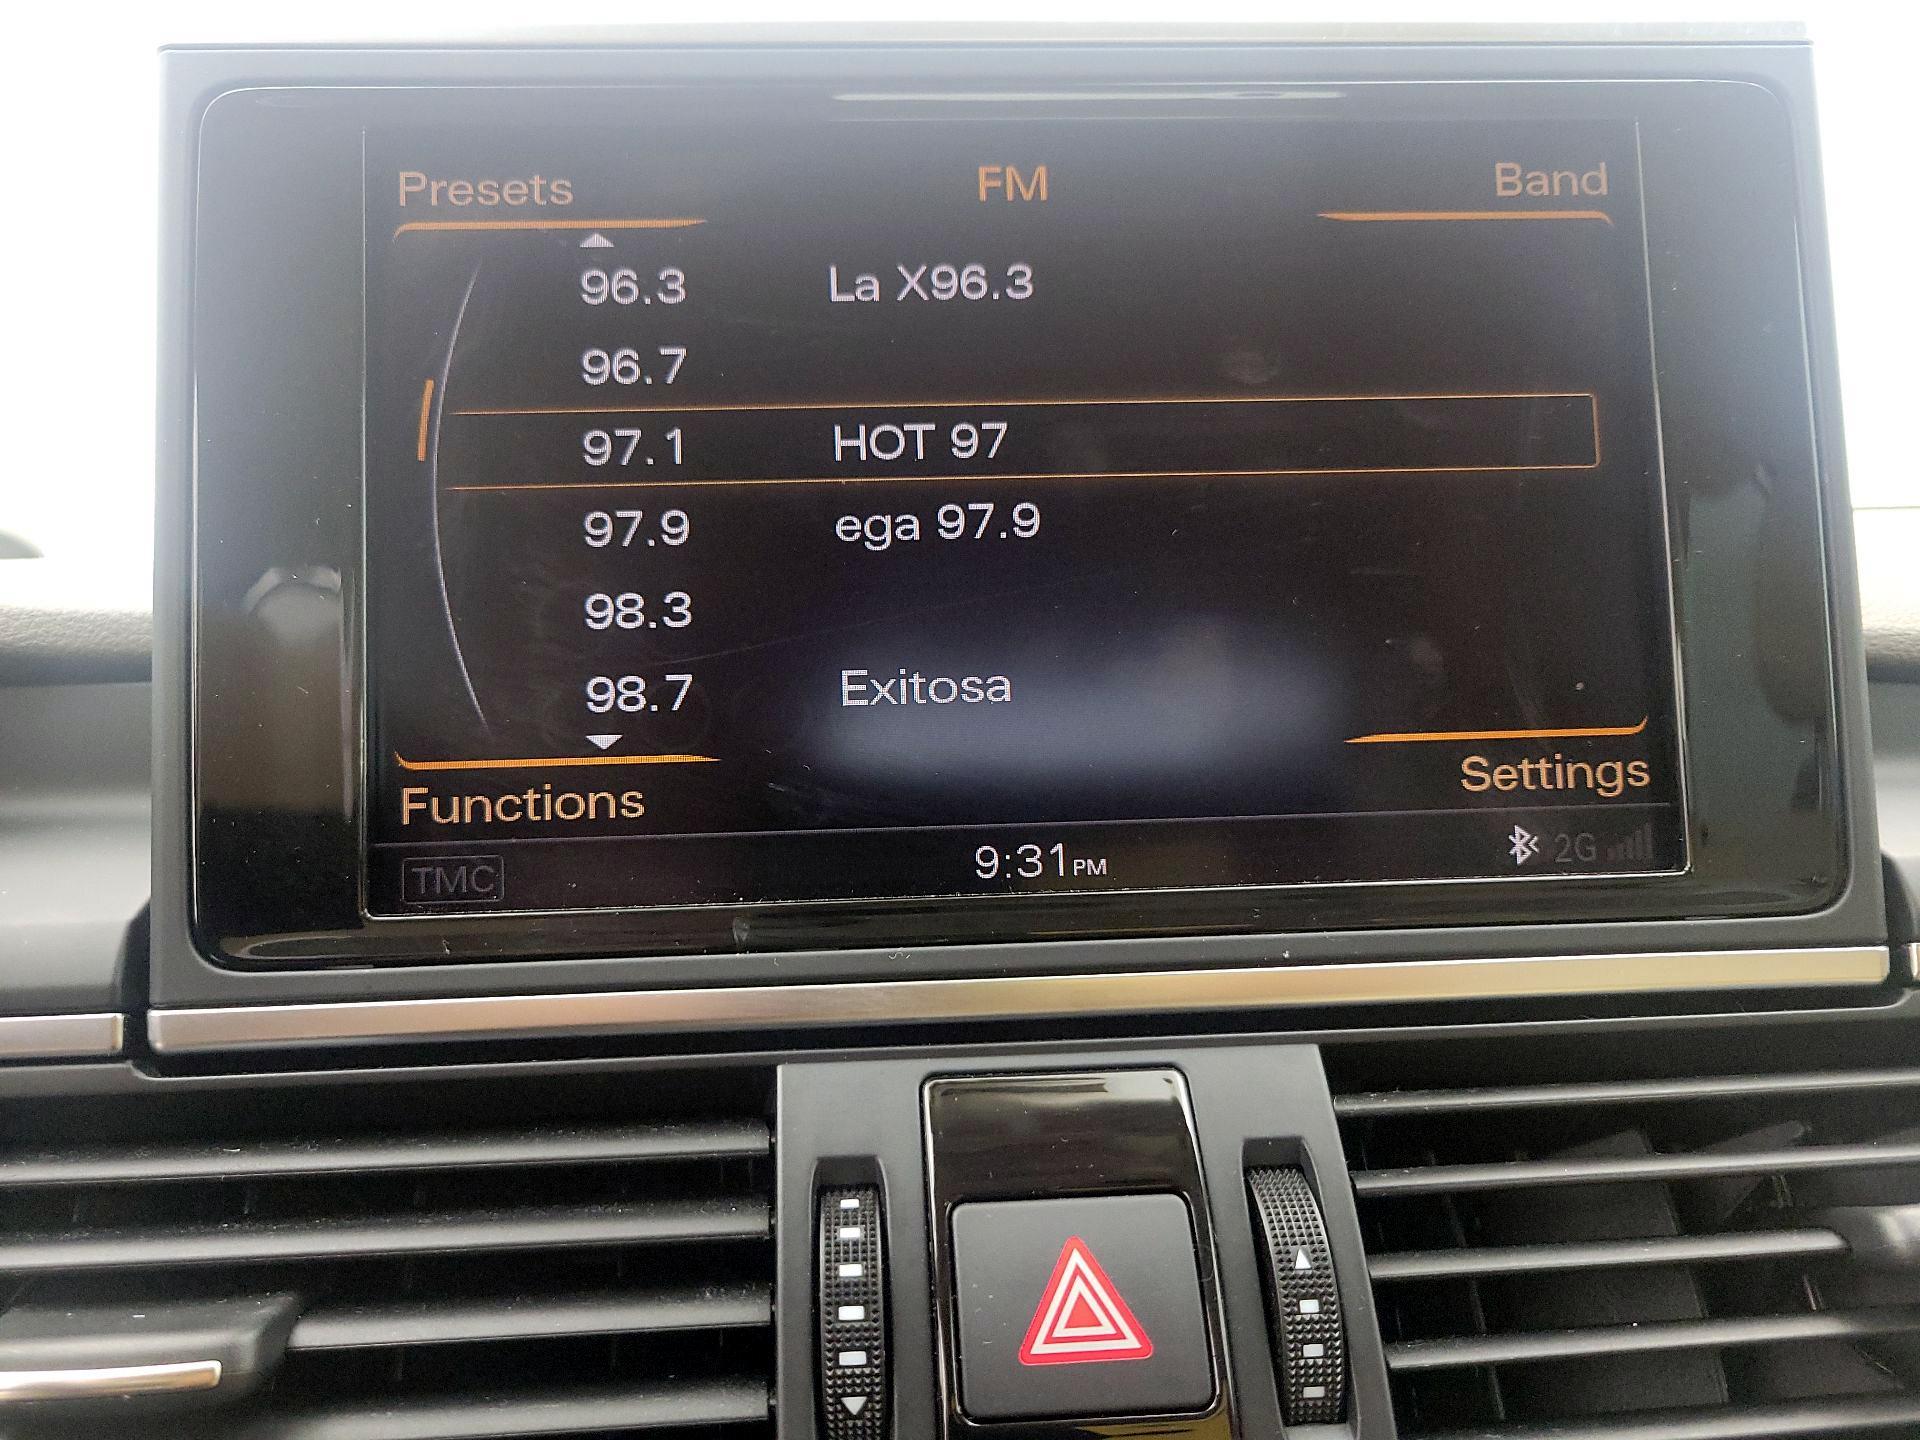 Presets FM Band
96.3 La X96.3
96.7
97.1 HOT 97
97.9 ega 97.9
98.3
98.7 Exitosa
Functions Settings
TMC 9:31PM 2G